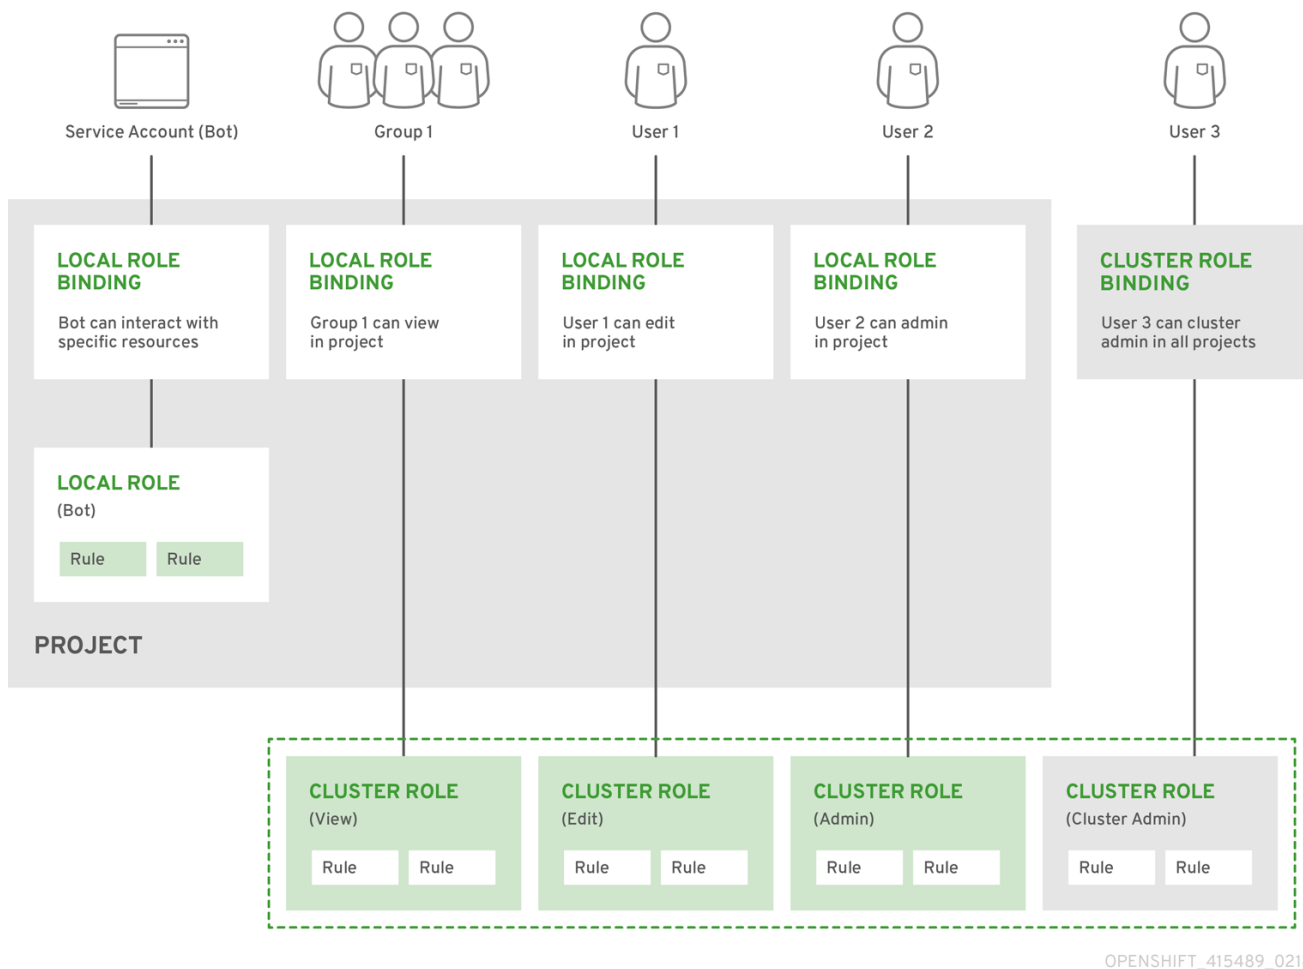 Service Account (Bot)
Group 1
User 1
User 2
User 3
LOCAL ROLE
BINDING
Bot can interact with
specific resources
LOCAL ROLE
BINDING
Group 1 can view
in project
LOCAL ROLE
BINDING
User 1 can edit
in project
LOCAL ROLE
BINDING
User 2 can admin
in project
CLUSTER ROLE
BINDING
User 3 can cluster
admin in all projects
LOCAL ROLE
(Bot)
Rule
Rule
PROJECT
CLUSTER ROLE
(View)
Rule
Rule
CLUSTER ROLE
(Edit)
Rule
Rule
CLUSTER ROLE
(Admin)
Rule
Rule
CLUSTER ROLE
(Cluster Admin)
Rule
Rule
OPENSHIFT_415489_021